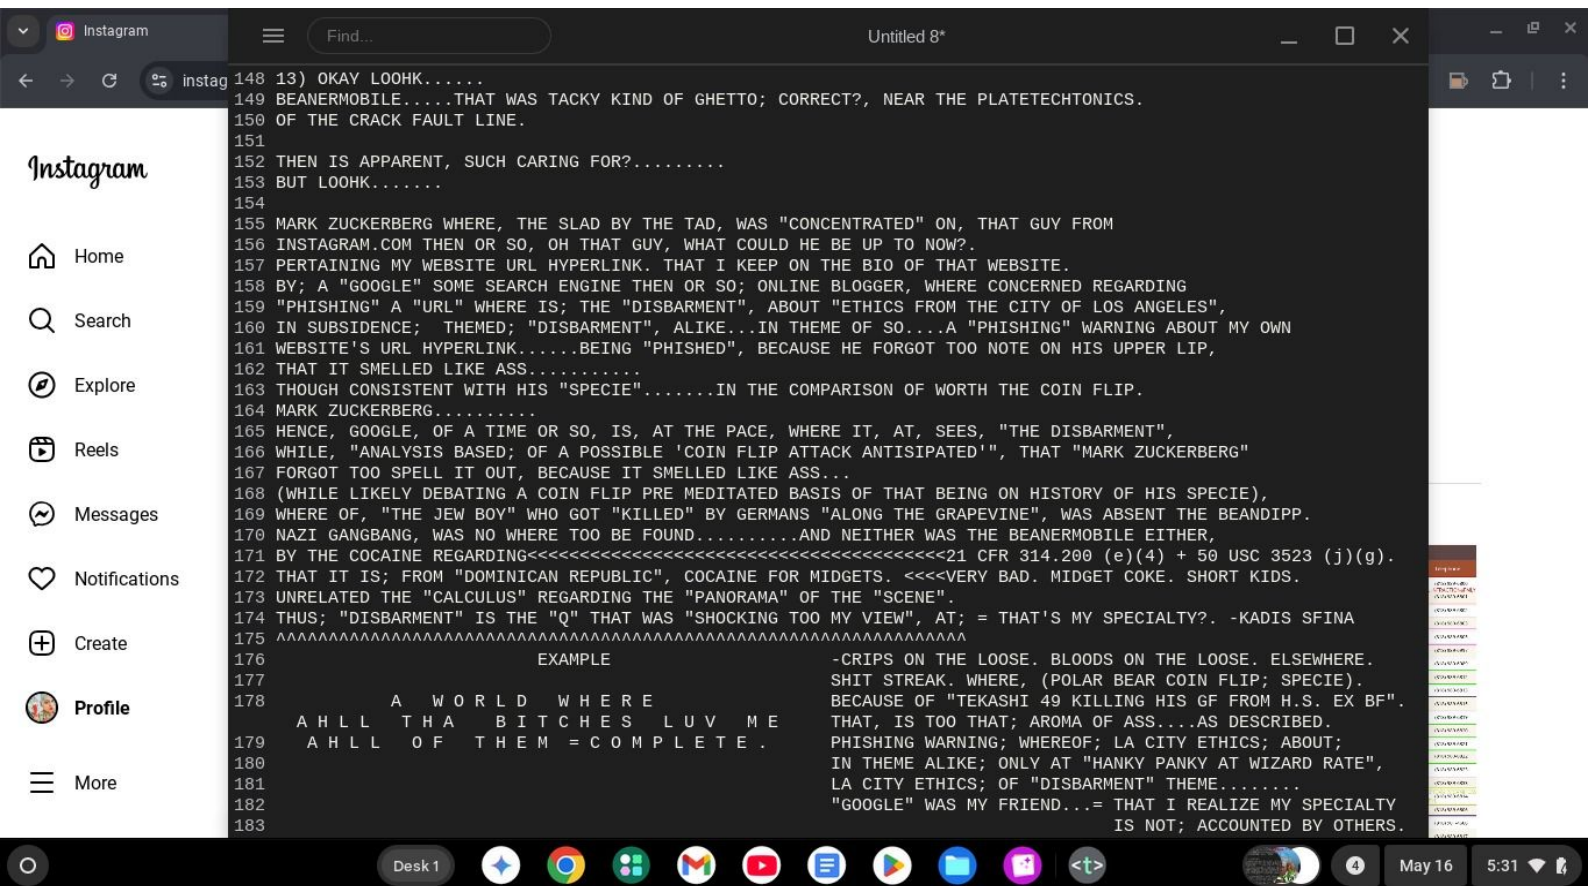 Instagram
Find...
Untitled 8*
instag
Instagram
Home
Search
Explore
Reels
Messages
Notifications
Create
Profile
More
148 13) OKAY LOOHK......
149 BEANERMOBILE.....THAT WAS TACKY KIND OF GHETTO; CORRECT?, NEAR THE PLATETECHTONICS.
150 OF THE CRACK FAULT LINE.
151
152 THEN IS APPARENT, SUCH CARING FOR?.........
153 BUT LOOHK.......
154
155 MARK ZUCKERBERG WHERE, THE SLAD BY THE TAD, WAS "CONCENTRATED" ON, THAT GUY FROM
156 INSTAGRAM.COM THEN OR SO, OH THAT GUY, WHAT COULD HE BE UP TO NOW?.
157 PERTAINING MY WEBSITE URL HYPERLINK. THAT I KEEP ON THE BIO OF THAT WEBSITE.
158 BY; A "GOOGLE" SOME SEARCH ENGINE THEN OR SO; ONLINE BLOGGER, WHERE CONCERNED REGARDING
159 "PHISHING" A "URL" WHERE IS; THE "DISBARMENT", ABOUT "ETHICS FROM THE CITY OF LOS ANGELES",
160 IN SUBSIDENCE;  THEMED; "DISBARMENT", ALIKE...IN THEME OF SO....A "PHISHING" WARNING ABOUT MY OWN
161 WEBSITE'S URL HYPERLINK......BEING "PHISHED", BECAUSE HE FORGOT TOO NOTE ON HIS UPPER LIP,
162 THAT IT SMELLED LIKE ASS...........
163 THOUGH CONSISTENT WITH HIS "SPECIE".......IN THE COMPARISON OF WORTH THE COIN FLIP.
164 MARK ZUCKERBERG..........
165 HENCE, GOOGLE, OF A TIME OR SO, IS, AT THE PACE, WHERE IT, AT, SEES, "THE DISBARMENT",
166 WHILE, "ANALYSIS BASED; OF A POSSIBLE 'COIN FLIP ATTACK ANTISIPATED'", THAT "MARK ZUCKERBERG"
167 FORGOT TOO SPELL IT OUT, BECAUSE IT SMELLED LIKE ASS...
168 (WHILE LIKELY DEBATING A COIN FLIP PRE MEDITATED BASIS OF THAT BEING ON HISTORY OF HIS SPECIE),
169 WHERE OF, "THE JEW BOY" WHO GOT "KILLED" BY GERMANS "ALONG THE GRAPEVINE", WAS ABSENT THE BEANDIPP.
170 NAZI GANGBANG, WAS NO WHERE TOO BE FOUND..........AND NEITHER WAS THE BEANERMOBILE EITHER,
171 BY THE COCAINE REGARDING<<<<<<<<<<<<<<<<<<<<<<<<<<<<<<<<<<<<<<<<21 CFR 314.200 (e)(4) + 50 USC 3523 (j)(g).
172 THAT IT IS; FROM "DOMINICAN REPUBLIC", COCAINE FOR MIDGETS. <<<<VERY BAD. MIDGET COKE. SHORT KIDS.
173 UNRELATED THE "CALCULUS" REGARDING THE "PANORAMA" OF THE "SCENE".
174 THUS; "DISBARMENT" IS THE "Q" THAT WAS "SHOCKING TOO MY VIEW", AT; = THAT'S MY SPECIALTY?. -KADIS SFINA
175 ^^^^^^^^^^^^^^^^^^^^^^^^^^^^^^^^^^^^^^^^^^^^^^^^^^^^^^^^^^^^^^^^^^
176 EXAMPLE -CRIPS ON THE LOOSE. BLOODS ON THE LOOSE. ELSEWHERE.
177 SHIT STREAK. WHERE, (POLAR BEAR COIN FLIP; SPECIE).
178 A W O R L D W H E R E BECAUSE OF "TEKASHI 49 KILLING HIS GF FROM H.S. EX BF".
A H L L T H A B I T C H E S L U V M E THAT, IS TOO THAT; AROMA OF ASS....AS DESCRIBED.
179 A H L L O F T H E M = C O M P L E T E . PHISHING WARNING; WHEREOF; LA CITY ETHICS; ABOUT;
180 IN THEME ALIKE; ONLY AT "HANKY PANKY AT WIZARD RATE",
181 LA CITY ETHICS; OF "DISBARMENT" THEME........
182 "GOOGLE" WAS MY FRIEND...= THAT I REALIZE MY SPECIALTY
183 IS NOT; ACCOUNTED BY OTHERS.
Desk 1
<t>
4
May 16
5:31